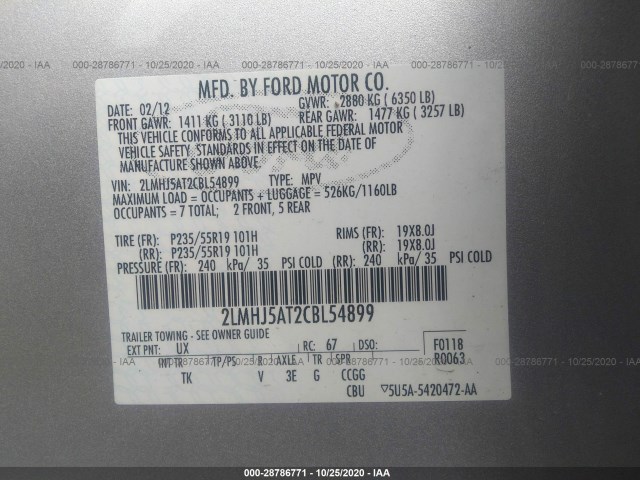 000-28786771 - 10/25/2020 - IAA
MFD. BY FORD MOTOR CO.
DATE: 02/12 GVWR: 2880 KG ( 6350 LB)
FRONT GAWR: 1411 KG ( 3110 LB) REAR GAWR: 1477 KG ( 3257 LB)
THIS VEHICLE CONFORMS TO ALL APPLICABLE FEDERAL MOTOR
VEHICLE SAFETY STANDARDS IN EFFECT ON THE DATE OF
MANUFACTURE SHOWN ABOVE.
VIN: 2LMHJ5AT2CBL54899 TYPE: MPV
MAXIMUM LOAD = OCCUPANTS + LUGGAGE = 526KG/1160LB
OCCUPANTS = 7 TOTAL; 2 FRONT, 5 REAR
TIRE (FR): P235/55R19 101H RIMS (FR): 19X8.0J
(RR): P235/55R19 101H (RR): 19X8.0J
PRESSURE (FR): 240 kPa/ 35 PSI COLD (RR): 240 kPa/ 35 PSI COLD
2LMHJ5AT2CBL54899
TRAILER TOWING - SEE OWNER GUIDE
EXT PNT: UX RC: 67 DSO: F0118
R0063
INT TR TP/PS R AXLE TR SPR
TK V 3E G CCGG
CBU ▽5U5A-5420472-AA
000-28786771 - 10/25/2020 - IAA